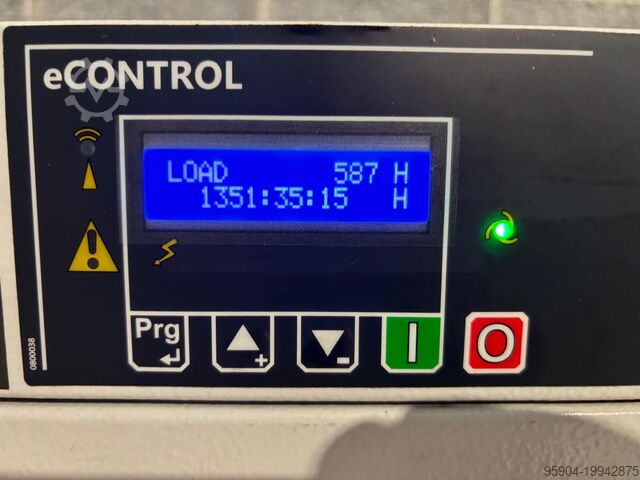 eCONTROL
LOAD 587 H
1351:35:15 H
Prg
+
-
I
O
0800038
95904-19942875